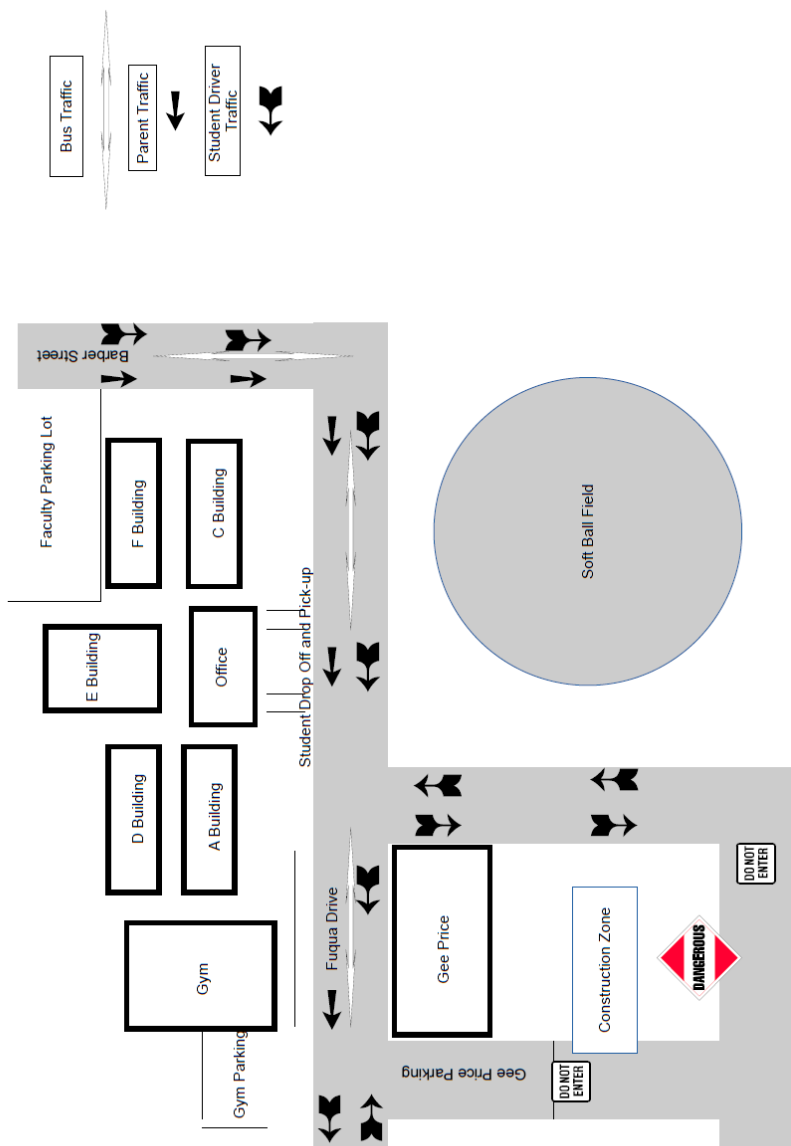 Bus Traffic
Parent Traffic
Student Driver
Traffic
Barber Street
Faculty Parking Lot
F Building
C Building
E Building
Office
Student Drop Off and Pick-up
Soft Ball Field
D Building
A Building
Gym
Gym Parking
Fuqua Drive
Gee Price
Construction Zone
DO NOT
ENTER
DANGEROUS
Gee Price Parking
DO NOT
ENTER